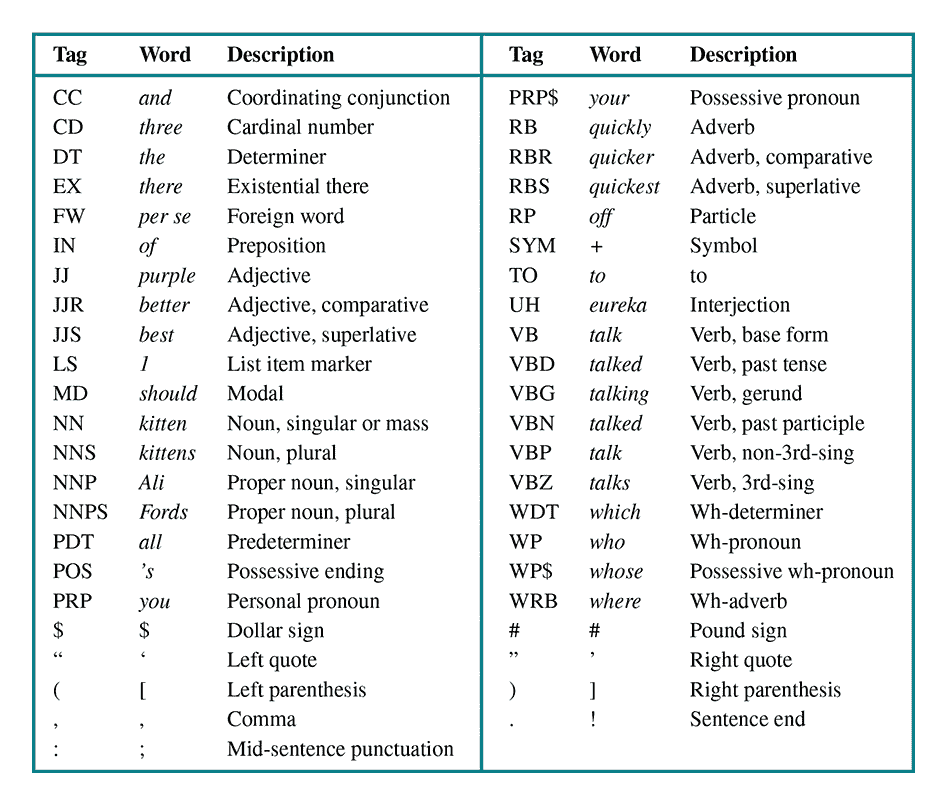 Tag Word Description Tag Word Description
CC and Coordinating conjunction PRP$ your Possessive pronoun
CD three Cardinal number RB quickly Adverb
DT the Determiner RBR quicker Adverb, comparative
EX there Existential there RBS quickest Adverb, superlative
FW per se Foreign word RP off Particle
IN of Preposition SYM + Symbol
JJ purple Adjective TO to to
JJR better Adjective, comparative UH eureka Interjection
JJS best Adjective, superlative VB talk Verb, base form
LS 1 List item marker VBD talked Verb, past tense
MD should Modal VBG talking Verb, gerund
NN kitten Noun, singular or mass VBN talked Verb, past participle
NNS kittens Noun, plural VBP talk Verb, non-3rd-sing
NNP Ali Proper noun, singular VBZ talks Verb, 3rd-sing
NNPS Fords Proper noun, plural WDT which Wh-determiner
PDT all Predeterminer WP who Wh-pronoun
POS ’s Possessive ending WP$ whose Possessive wh-pronoun
PRP you Personal pronoun WRB where Wh-adverb
$ $ Dollar sign # # Pound sign
“ ‘ Left quote ” ’ Right quote
( [ Left parenthesis ) ] Right parenthesis
, , Comma . ! Sentence end
: ; Mid-sentence punctuation